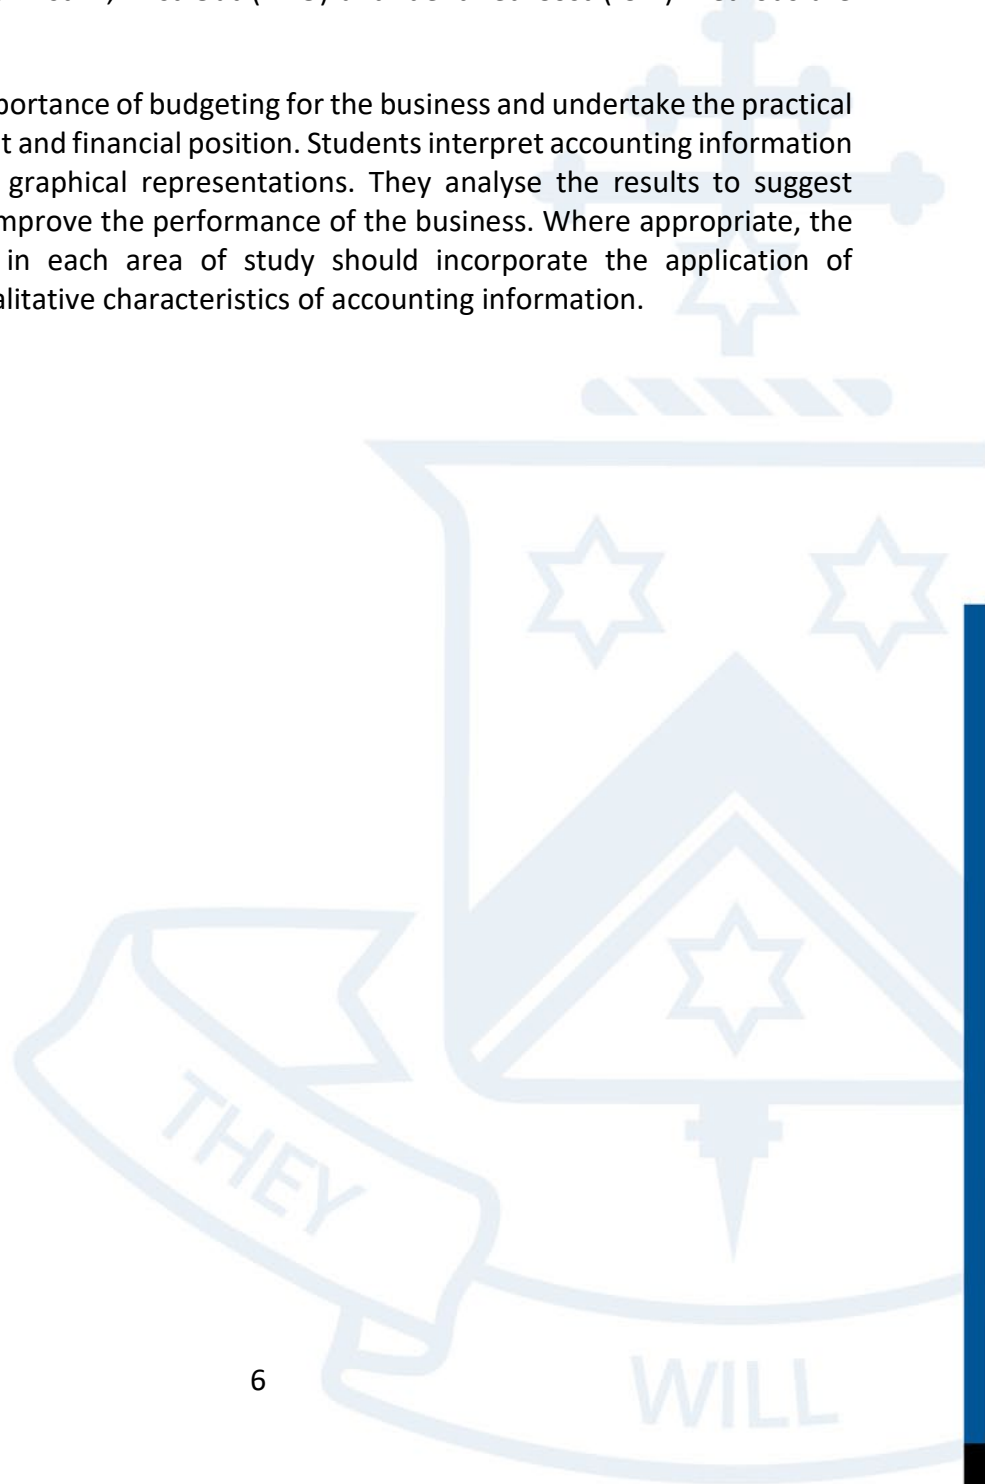 portance of budgeting for the business and undertake the practical
t and financial position. Students interpret accounting information
graphical representations. They analyse the results to suggest
mprove the performance of the business. Where appropriate, the
in each area of study should incorporate the application of
alitative characteristics of accounting information.
THEY
WILL
6